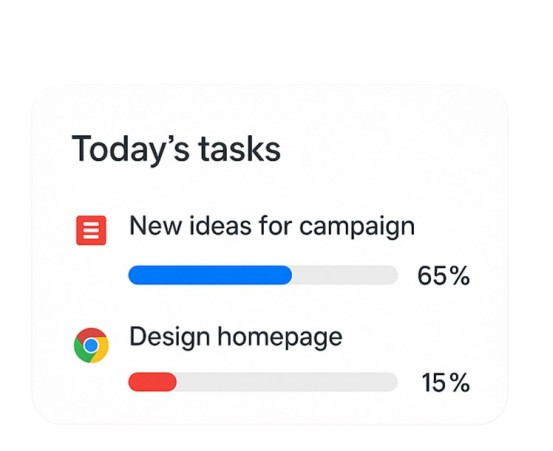 Today’s tasks
New ideas for campaign
65%
Design homepage
15%